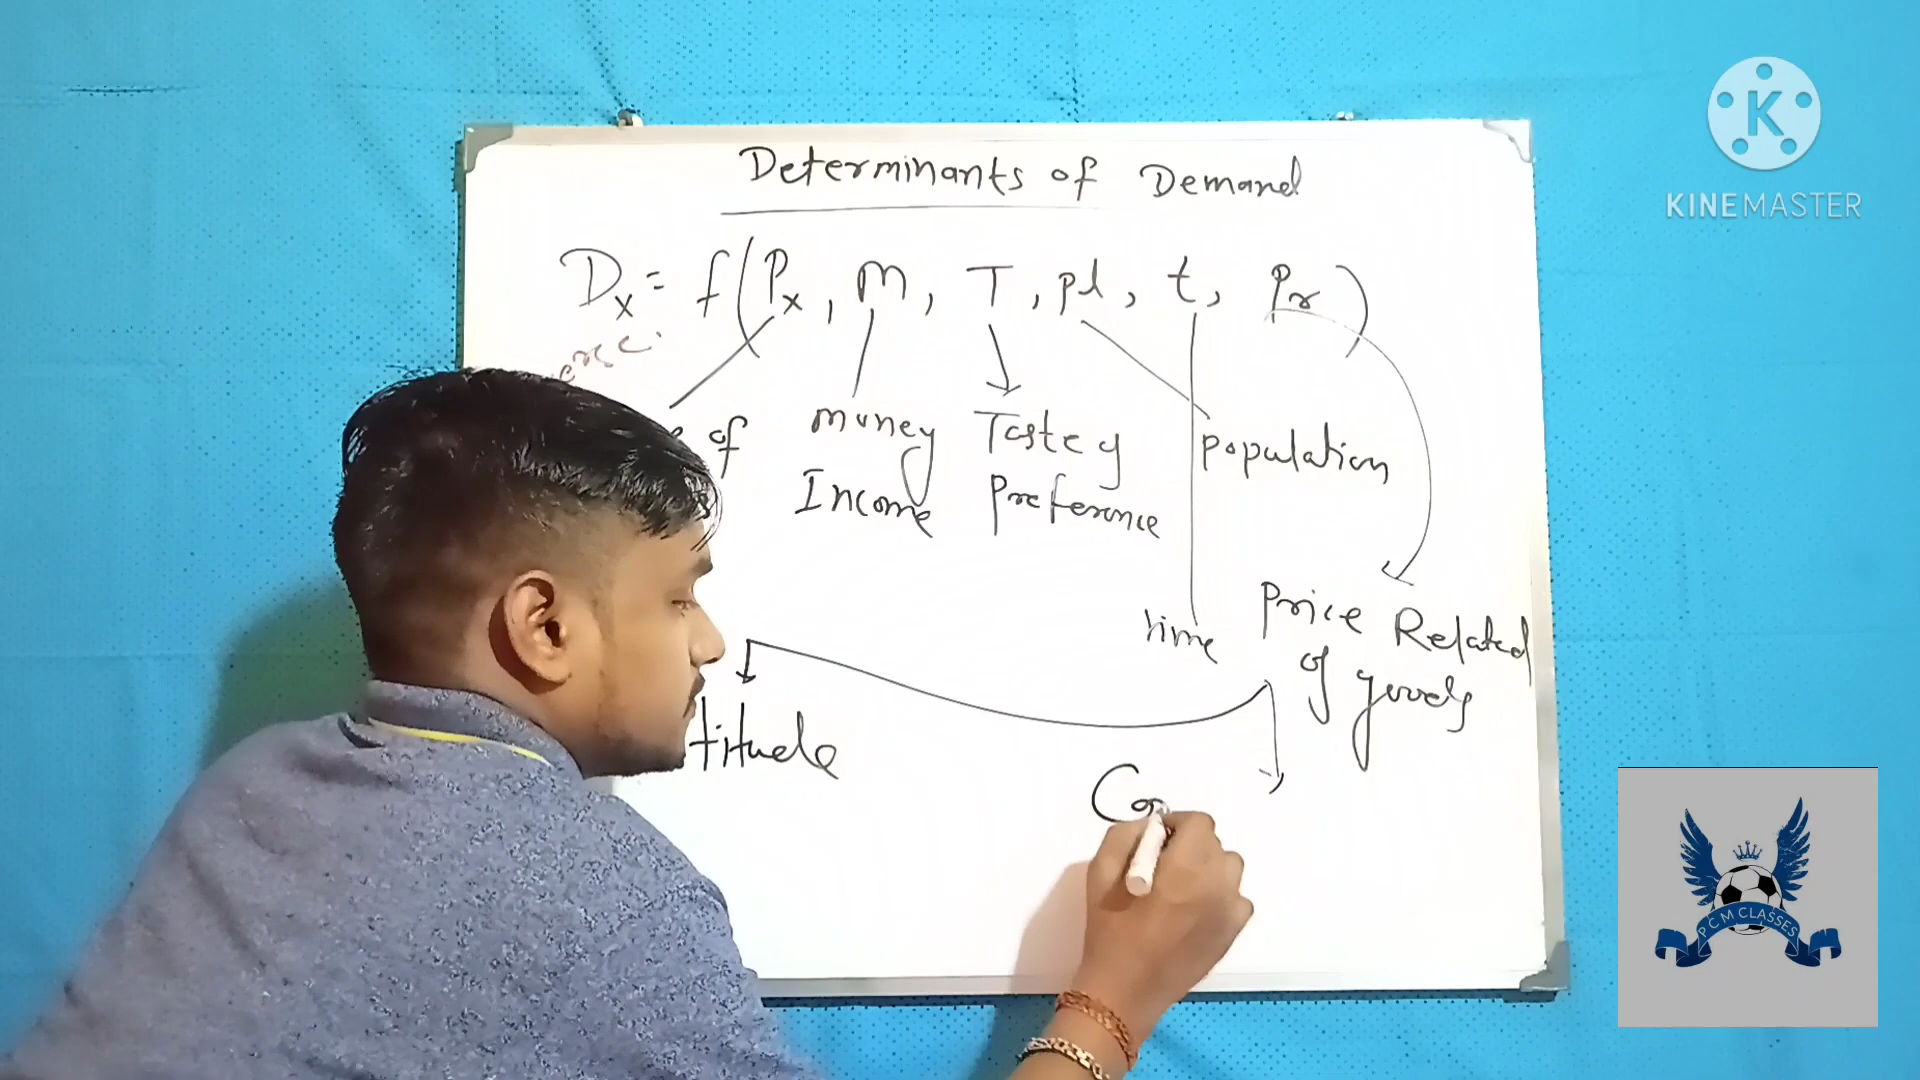 Determinants of Demand
Dx = f(Px, M, T, pl, t, Pr)
of Money Taste y Population
Income Preference
time Price Related
of goods
titude
Co
KINEMASTER
PCM CLASSES